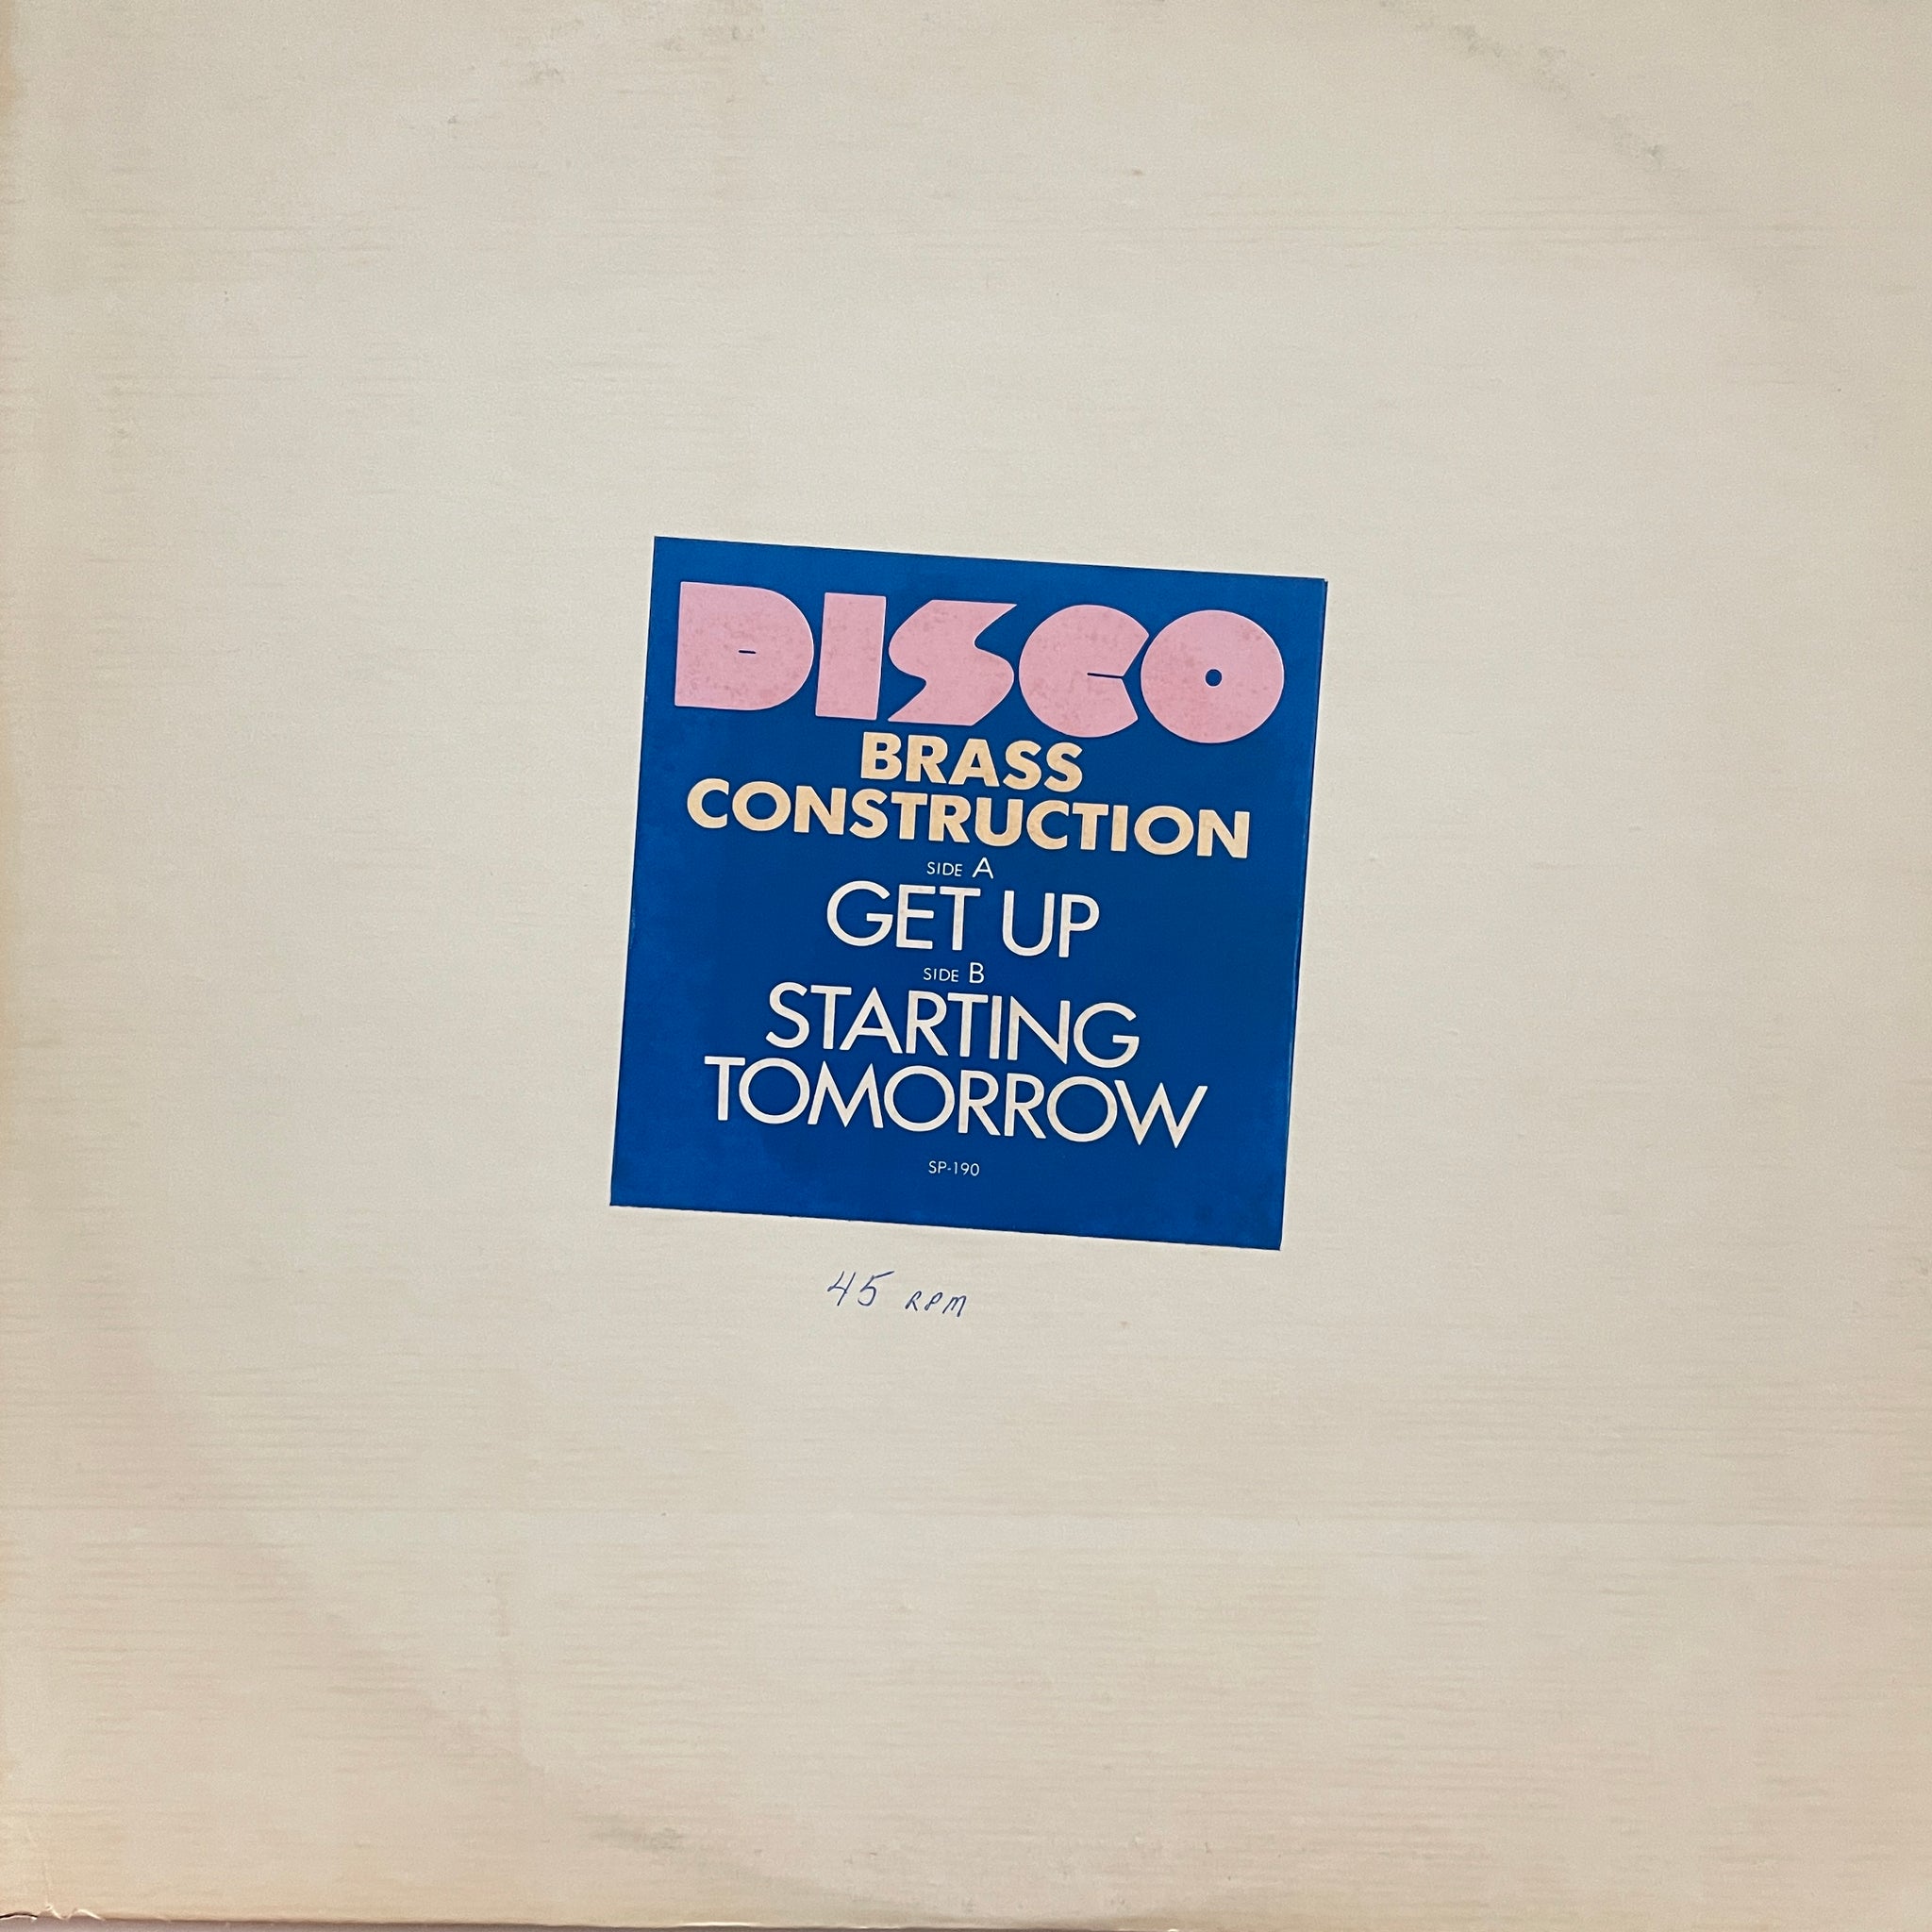 DISCO
BRASS
CONSTRUCTION
SIDE A
GET UP
SIDE B
STARTING
TOMORROW
SP-190
45 RPM